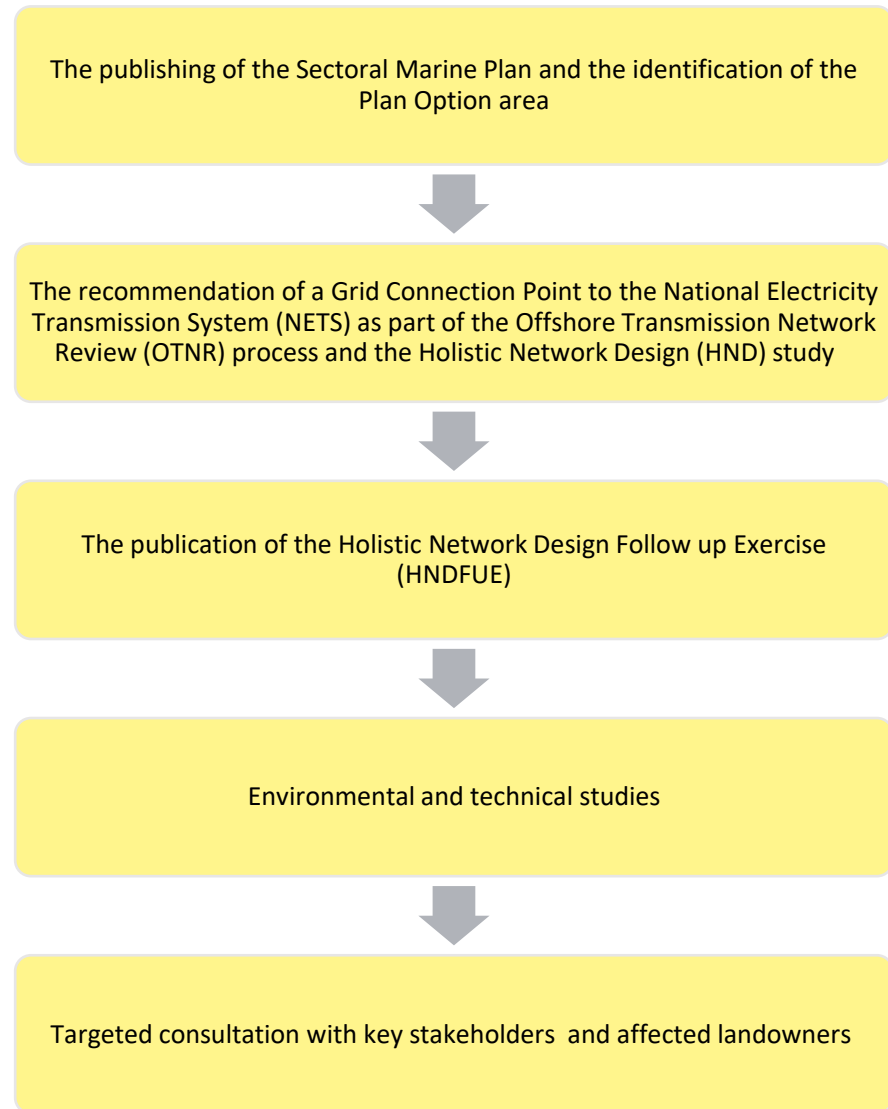 The publishing of the Sectoral Marine Plan and the identification of the
Plan Option area
The recommendation of a Grid Connection Point to the National Electricity
Transmission System (NETS) as part of the Offshore Transmission Network
Review (OTNR) process and the Holistic Network Design (HND) study
The publication of the Holistic Network Design Follow up Exercise
(HNDFUE)
Environmental and technical studies
Targeted consultation with key stakeholders and affected landowners